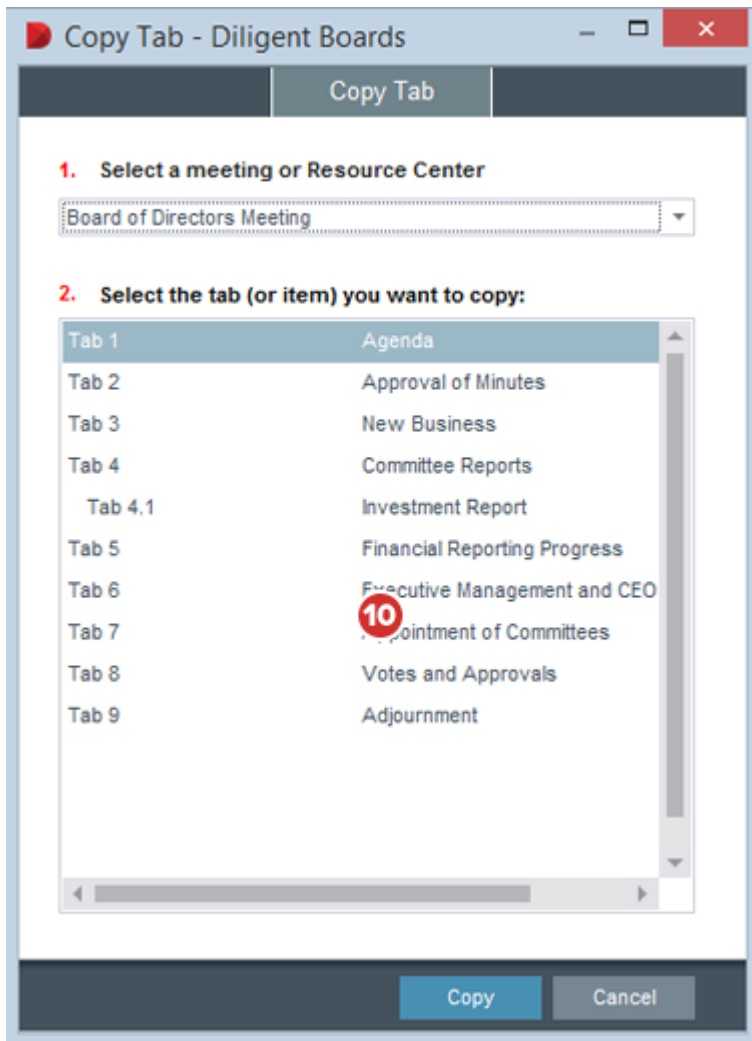 Copy Tab - Diligent Boards
Copy Tab
1. Select a meeting or Resource Center
Board of Directors Meeting
2. Select the tab (or item) you want to copy:
Tab 1 Agenda
Tab 2 Approval of Minutes
Tab 3 New Business
Tab 4 Committee Reports
Tab 4.1 Investment Report
Tab 5 Financial Reporting Progress
Tab 6 Executive Management and CEO
10
Tab 7 Appointment of Committees
Tab 8 Votes and Approvals
Tab 9 Adjournment
Copy Cancel